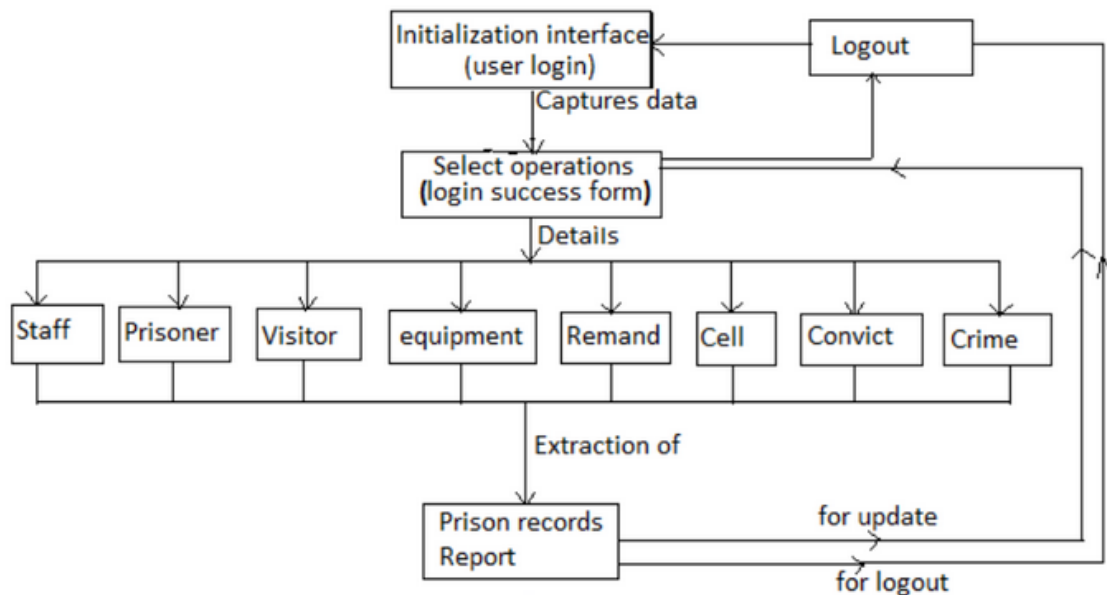 Initialization interface
(user login)
Logout
Captures data
Select operations
(login success form)
Details
Staff
Prisoner
Visitor
equipment
Remand
Cell
Convict
Crime
Extraction of
Prison records
Report
for update
for logout